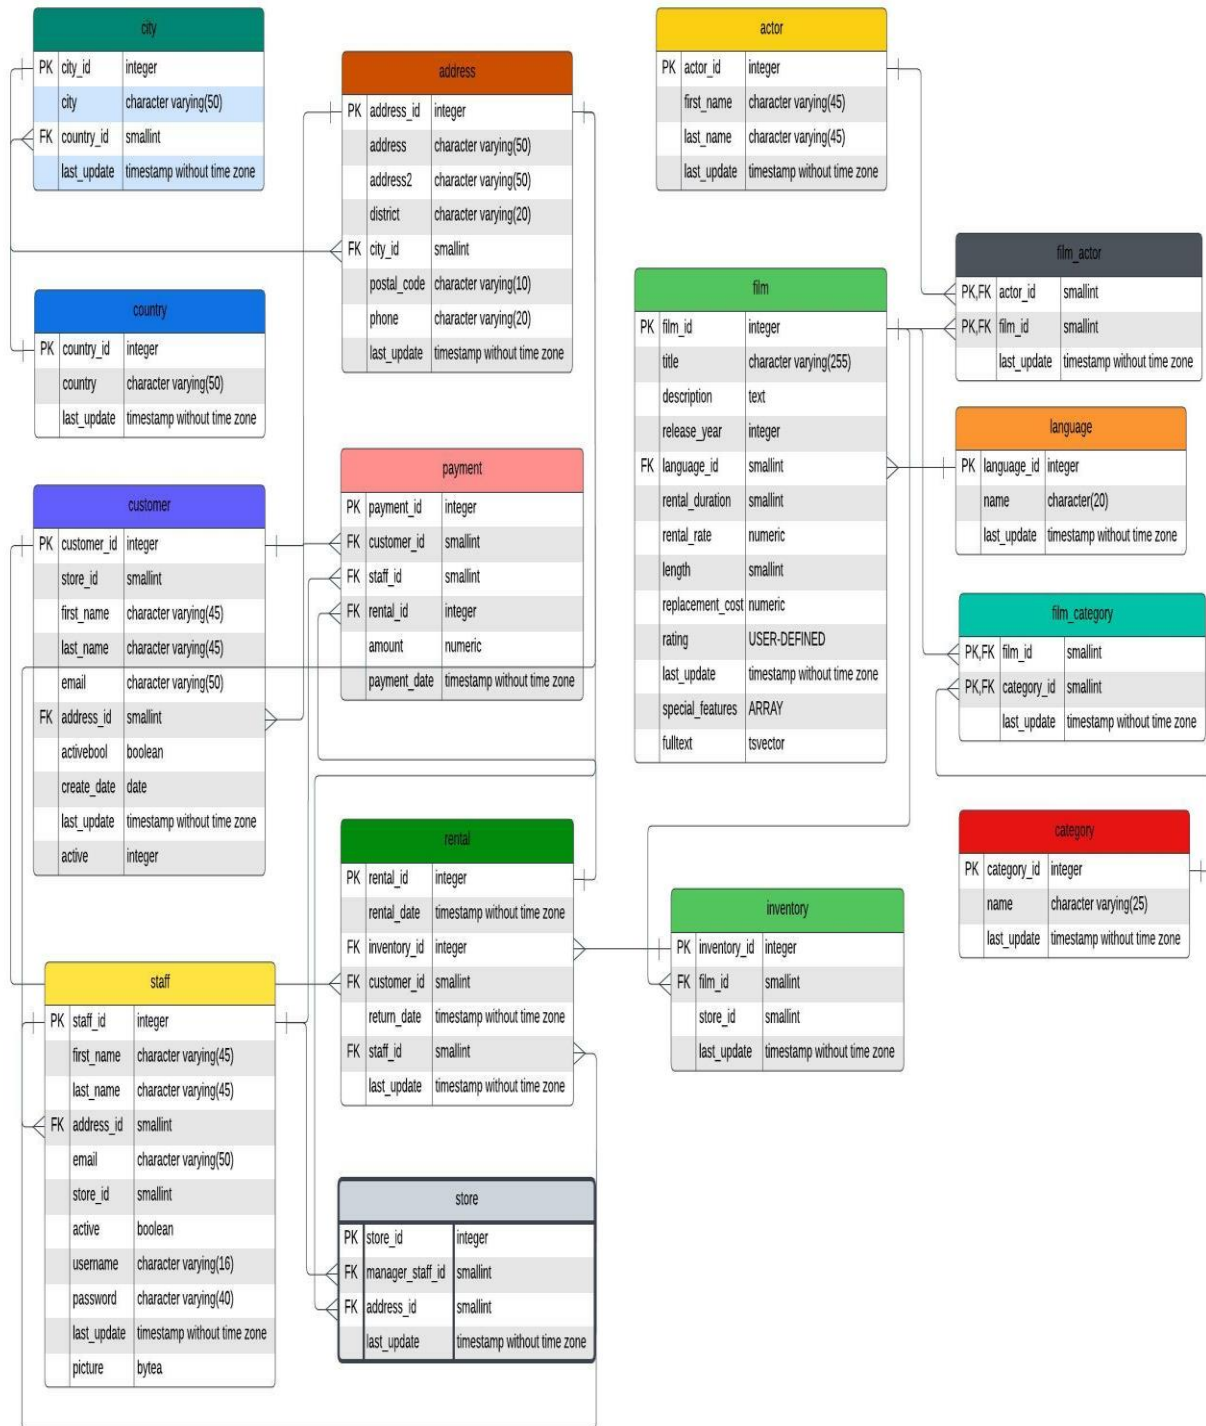 city
PK city_id integer
city character varying(50)
FK country_id smallint
last_update timestamp without time zone
address
PK address_id integer
address character varying(50)
address2 character varying(50)
district character varying(20)
FK city_id smallint
postal_code character varying(10)
phone character varying(20)
last_update timestamp without time zone
actor
PK actor_id integer
first_name character varying(45)
last_name character varying(45)
last_update timestamp without time zone
film_actor
PK,FK actor_id smallint
PK,FK film_id smallint
last_update timestamp without time zone
country
PK country_id integer
country character varying(50)
last_update timestamp without time zone
film
PK film_id integer
title character varying(255)
description text
release_year integer
FK language_id smallint
rental_duration smallint
rental_rate numeric
length smallint
replacement_cost numeric
rating USER-DEFINED
last_update timestamp without time zone
special_features ARRAY
fulltext tsvector
language
PK language_id integer
name character(20)
last_update timestamp without time zone
payment
PK payment_id integer
FK customer_id smallint
FK staff_id smallint
FK rental_id integer
amount numeric
payment_date timestamp without time zone
customer
PK customer_id integer
store_id smallint
first_name character varying(45)
last_name character varying(45)
email character varying(50)
FK address_id smallint
activebool boolean
create_date date
last_update timestamp without time zone
active integer
film_category
PK,FK film_id smallint
PK,FK category_id smallint
last_update timestamp without time zone
category
PK category_id integer
name character varying(25)
last_update timestamp without time zone
rental
PK rental_id integer
rental_date timestamp without time zone
FK inventory_id integer
FK customer_id smallint
return_date timestamp without time zone
FK staff_id smallint
last_update timestamp without time zone
inventory
PK inventory_id integer
FK film_id smallint
store_id smallint
last_update timestamp without time zone
staff
PK staff_id integer
first_name character varying(45)
last_name character varying(45)
FK address_id smallint
email character varying(50)
store_id smallint
active boolean
username character varying(16)
password character varying(40)
last_update timestamp without time zone
picture bytea
store
PK store_id integer
FK manager_staff_id smallint
FK address_id smallint
last_update timestamp without time zone